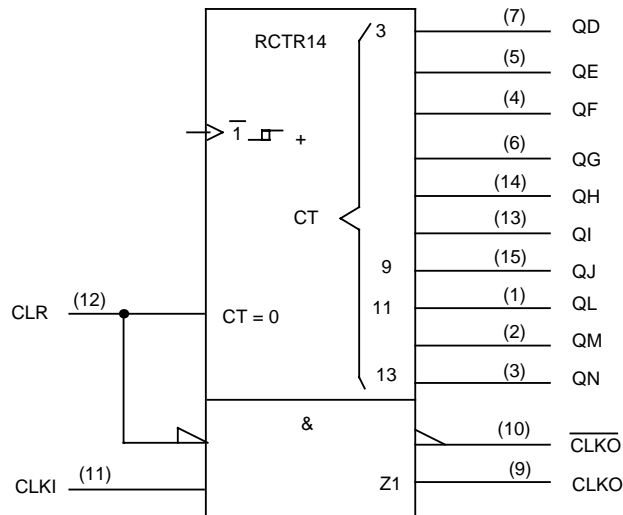 RCTR14 3 (7) QD
(5) QE
(4) QF
1 +
(6) QG
(14) QH
CT (13) QI
9 (15) QJ
CLR (12) CT = 0 11 (1) QL
(2) QM
13 (3) QN
& (10) CLKO
CLKI (11) Z1 (9) CLKO